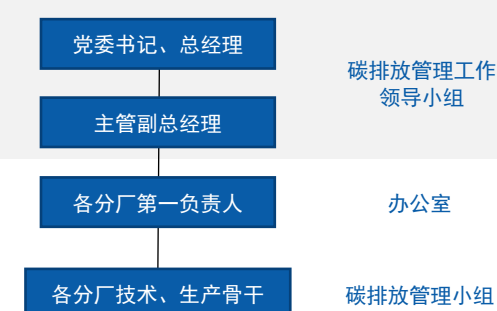 党委书记、总经理
碳排放管理工作
领导小组
主管副总经理
各分厂第一负责人
办公室
各分厂技术、生产骨干
碳排放管理小组